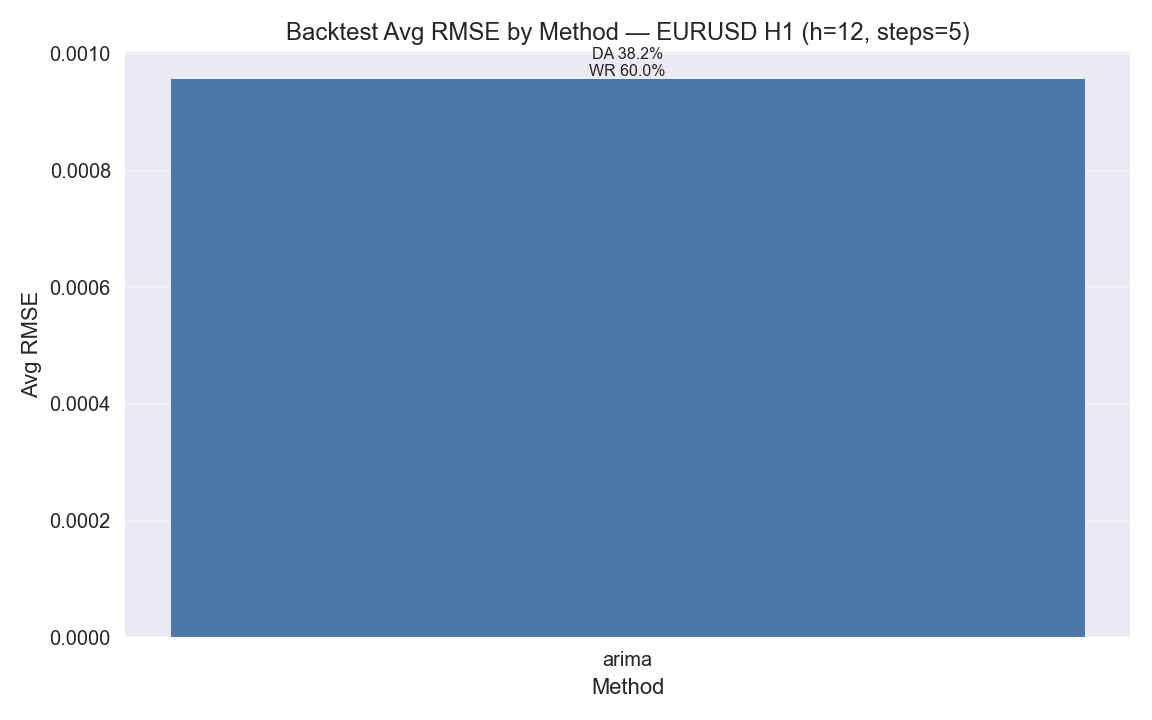 Backtest Avg RMSE by Method — EURUSD H1 (h=12, steps=5)
DA 38.2%
WR 60.0%
0.0010
0.0008
0.0006
0.0004
0.0002
0.0000
Avg RMSE
arima
Method